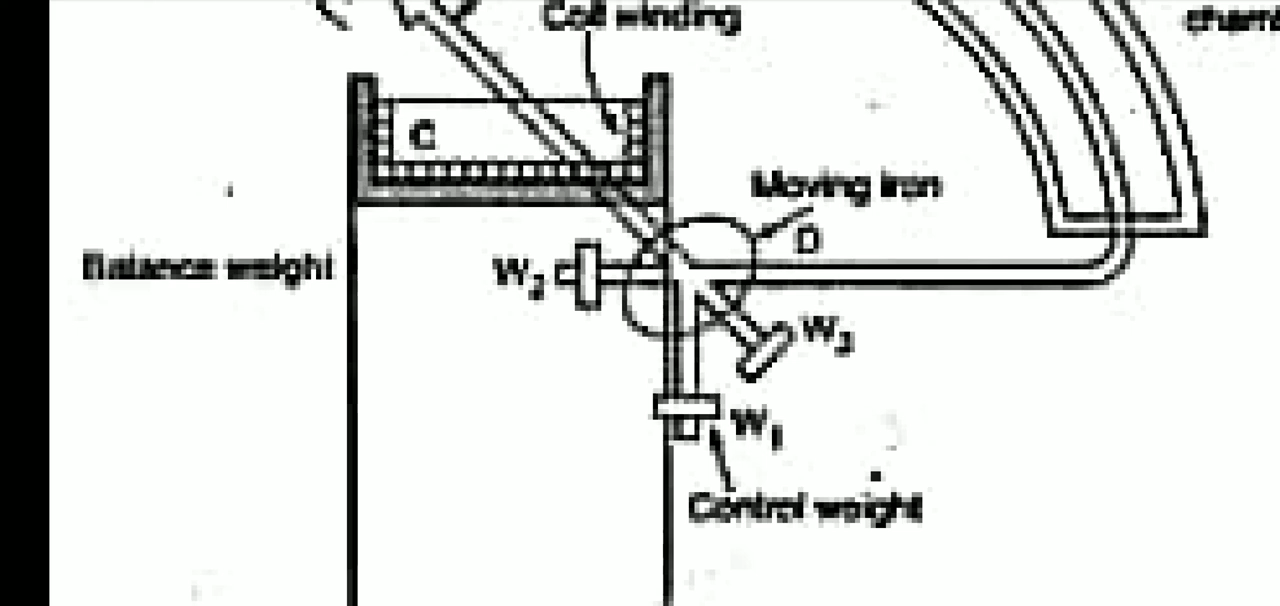 Coil winding
C
Moving iron
D
Balance weight
W2
W3
W1
Control weight